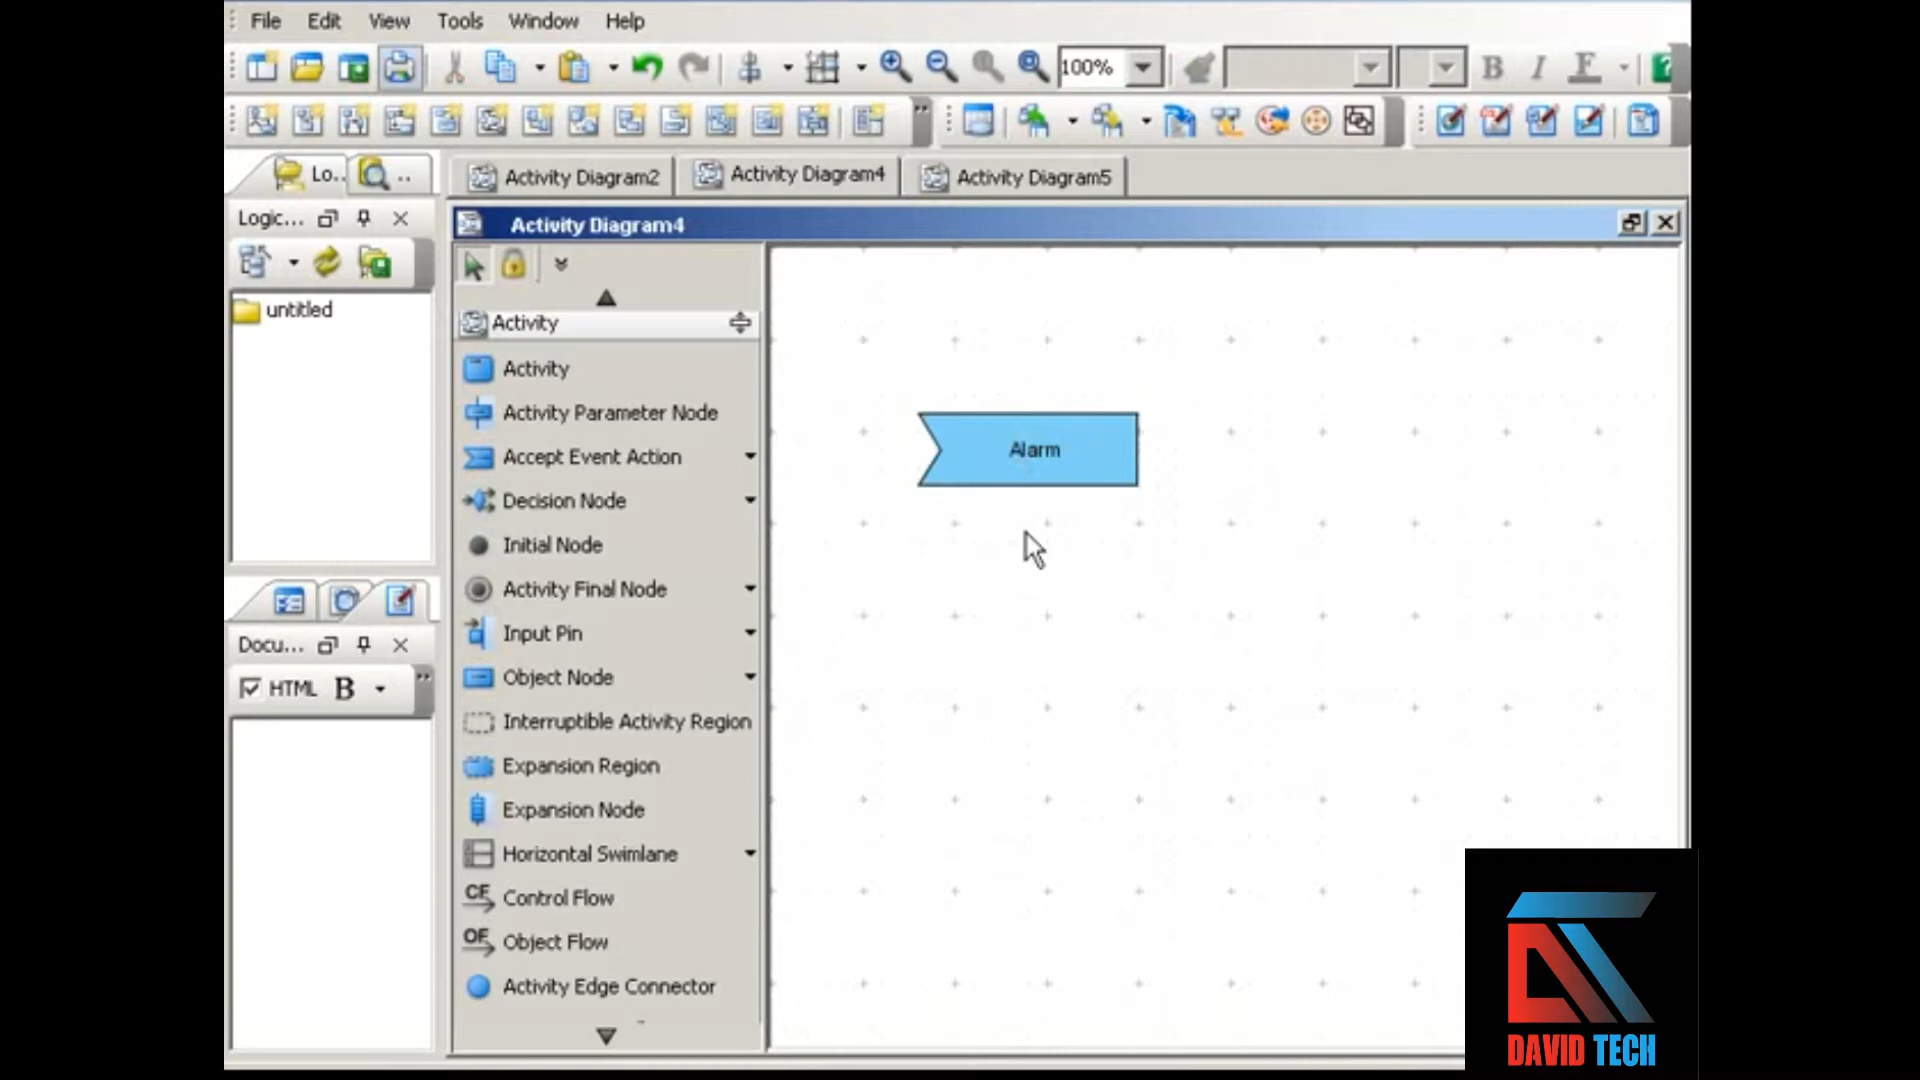 File Edit View Tools Window Help
100% B I F
Lo.. .. Activity Diagram2 Activity Diagram4 Activity Diagram5
Logic...
Activity Diagram4
untitled
Activity
Activity
Activity Parameter Node
Accept Event Action
Decision Node
Initial Node
Activity Final Node
Input Pin
Object Node
Interruptible Activity Region
Expansion Region
Expansion Node
Horizontal Swimlane
CF Control Flow
OF Object Flow
Activity Edge Connector
Alarm
Docu...
HTML B
DAVID TECH